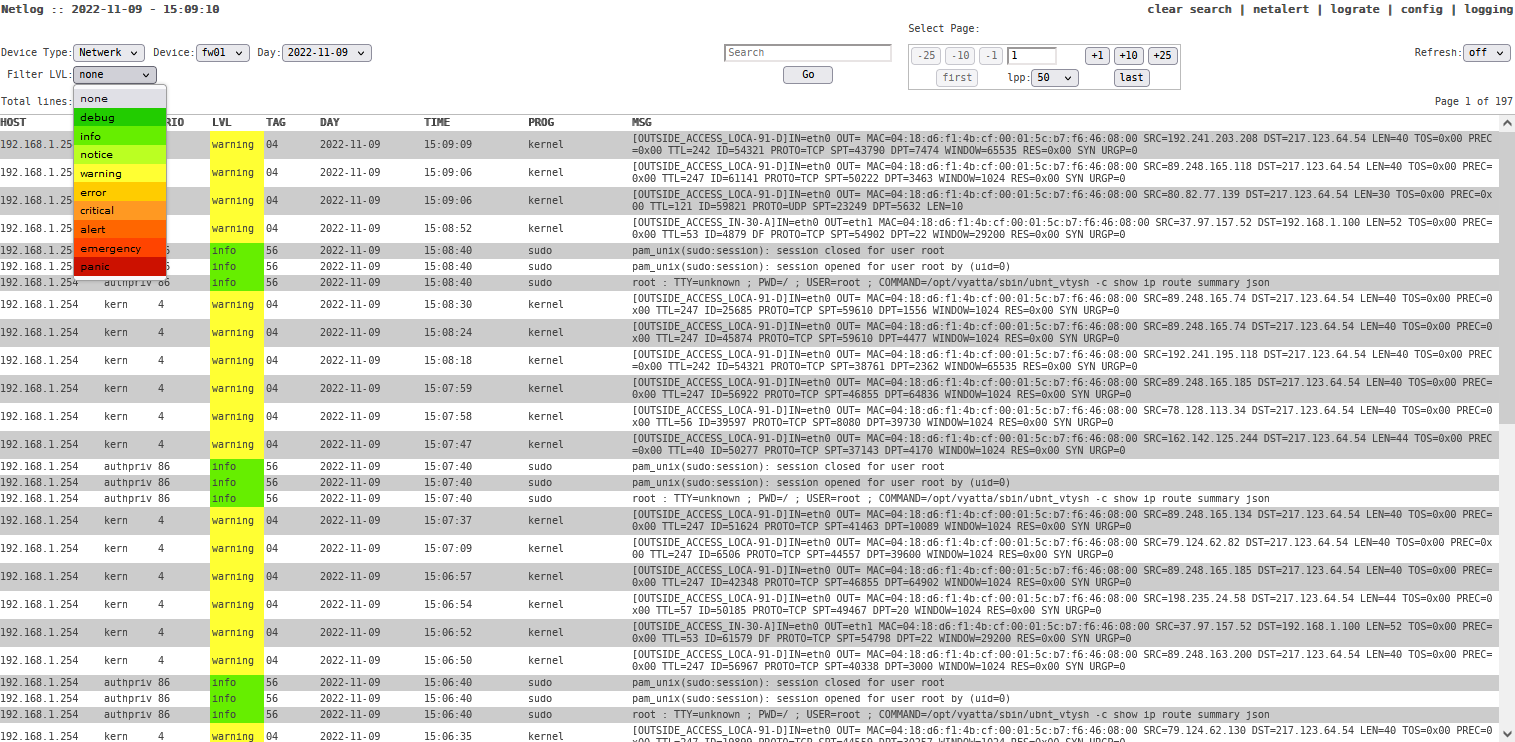 Netlog :: 2022-11-09 - 15:09:10
clear search | netalert | lograte | config | logging
Select Page:
Device Type: Netwerk Device: fw01 Day: 2022-11-09
Search
-25 -10 -1 1 +1 +10 +25
Refresh: off
Filter LVL: none
Go
first lpp: 50 last
Total lines:
Page 1 of 197
none
debug
info
notice
warning
error
critical
alert
emergency
panic
HOST RIO LVL TAG DAY TIME PROG MSG
192.168.1.25 warning 04 2022-11-09 15:09:09 kernel [OUTSIDE_ACCESS_LOCA-91-D]IN=eth0 OUT= MAC=04:18:d6:f1:4b:cf:00:01:5c:b7:f6:46:08:00 SRC=192.241.203.208 DST=217.123.64.54 LEN=40 TOS=0x00 PREC
=0x00 TTL=242 ID=54321 PROTO=TCP SPT=43790 DPT=7474 WINDOW=65535 RES=0x00 SYN URGP=0
192.168.1.25 warning 04 2022-11-09 15:09:06 kernel [OUTSIDE_ACCESS_LOCA-91-D]IN=eth0 OUT= MAC=04:18:d6:f1:4b:cf:00:01:5c:b7:f6:46:08:00 SRC=89.248.165.118 DST=217.123.64.54 LEN=40 TOS=0x00 PREC=
0x00 TTL=247 ID=61141 PROTO=TCP SPT=50222 DPT=3463 WINDOW=1024 RES=0x00 SYN URGP=0
192.168.1.25 warning 04 2022-11-09 15:09:06 kernel [OUTSIDE_ACCESS_LOCA-91-D]IN=eth0 OUT= MAC=04:18:d6:f1:4b:cf:00:01:5c:b7:f6:46:08:00 SRC=80.82.77.139 DST=217.123.64.54 LEN=30 TOS=0x00 PREC=0x
00 TTL=121 ID=59821 PROTO=UDP SPT=23249 DPT=5632 LEN=10
192.168.1.25 warning 04 2022-11-09 15:08:52 kernel [OUTSIDE_ACCESS_IN-30-A]IN=eth0 OUT=eth1 MAC=04:18:d6:f1:4b:cf:00:01:5c:b7:f6:46:08:00 SRC=37.97.157.52 DST=192.168.1.100 LEN=52 TOS=0x00 PREC=
0x00 TTL=53 ID=4879 DF PROTO=TCP SPT=54902 DPT=22 WINDOW=29200 RES=0x00 SYN URGP=0
192.168.1.25 6 info 56 2022-11-09 15:08:40 sudo pam_unix(sudo:session): session closed for user root
192.168.1.25 6 info 56 2022-11-09 15:08:40 sudo pam_unix(sudo:session): session opened for user root by (uid=0)
192.168.1.254 authpriv 86 info 56 2022-11-09 15:08:40 sudo root : TTY=unknown ; PWD=/ ; USER=root ; COMMAND=/opt/vyatta/sbin/ubnt_vtysh -c show ip route summary json
192.168.1.254 kern 4 warning 04 2022-11-09 15:08:30 kernel [OUTSIDE_ACCESS_LOCA-91-D]IN=eth0 OUT= MAC=04:18:d6:f1:4b:cf:00:01:5c:b7:f6:46:08:00 SRC=89.248.165.74 DST=217.123.64.54 LEN=40 TOS=0x00 PREC=0
x00 TTL=247 ID=25685 PROTO=TCP SPT=59610 DPT=1556 WINDOW=1024 RES=0x00 SYN URGP=0
192.168.1.254 kern 4 warning 04 2022-11-09 15:08:24 kernel [OUTSIDE_ACCESS_LOCA-91-D]IN=eth0 OUT= MAC=04:18:d6:f1:4b:cf:00:01:5c:b7:f6:46:08:00 SRC=89.248.165.74 DST=217.123.64.54 LEN=40 TOS=0x00 PREC=0
x00 TTL=247 ID=45874 PROTO=TCP SPT=59610 DPT=4477 WINDOW=1024 RES=0x00 SYN URGP=0
192.168.1.254 kern 4 warning 04 2022-11-09 15:08:18 kernel [OUTSIDE_ACCESS_LOCA-91-D]IN=eth0 OUT= MAC=04:18:d6:f1:4b:cf:00:01:5c:b7:f6:46:08:00 SRC=192.241.195.118 DST=217.123.64.54 LEN=40 TOS=0x00 PREC
=0x00 TTL=242 ID=54321 PROTO=TCP SPT=38761 DPT=2362 WINDOW=65535 RES=0x00 SYN URGP=0
192.168.1.254 kern 4 warning 04 2022-11-09 15:07:59 kernel [OUTSIDE_ACCESS_LOCA-91-D]IN=eth0 OUT= MAC=04:18:d6:f1:4b:cf:00:01:5c:b7:f6:46:08:00 SRC=89.248.165.185 DST=217.123.64.54 LEN=40 TOS=0x00 PREC=
0x00 TTL=247 ID=56922 PROTO=TCP SPT=46855 DPT=64836 WINDOW=1024 RES=0x00 SYN URGP=0
192.168.1.254 kern 4 warning 04 2022-11-09 15:07:58 kernel [OUTSIDE_ACCESS_LOCA-91-D]IN=eth0 OUT= MAC=04:18:d6:f1:4b:cf:00:01:5c:b7:f6:46:08:00 SRC=78.128.113.34 DST=217.123.64.54 LEN=40 TOS=0x00 PREC=0
x00 TTL=56 ID=39597 PROTO=TCP SPT=8080 DPT=39730 WINDOW=1024 RES=0x00 SYN URGP=0
192.168.1.254 kern 4 warning 04 2022-11-09 15:07:47 kernel [OUTSIDE_ACCESS_LOCA-91-D]IN=eth0 OUT= MAC=04:18:d6:f1:4b:cf:00:01:5c:b7:f6:46:08:00 SRC=162.142.125.244 DST=217.123.64.54 LEN=44 TOS=0x00 PREC
=0x00 TTL=40 ID=50277 PROTO=TCP SPT=37143 DPT=4170 WINDOW=1024 RES=0x00 SYN URGP=0
192.168.1.254 authpriv 86 info 56 2022-11-09 15:07:40 sudo pam_unix(sudo:session): session closed for user root
192.168.1.254 authpriv 86 info 56 2022-11-09 15:07:40 sudo pam_unix(sudo:session): session opened for user root by (uid=0)
192.168.1.254 authpriv 86 info 56 2022-11-09 15:07:40 sudo root : TTY=unknown ; PWD=/ ; USER=root ; COMMAND=/opt/vyatta/sbin/ubnt_vtysh -c show ip route summary json
192.168.1.254 kern 4 warning 04 2022-11-09 15:07:37 kernel [OUTSIDE_ACCESS_LOCA-91-D]IN=eth0 OUT= MAC=04:18:d6:f1:4b:cf:00:01:5c:b7:f6:46:08:00 SRC=89.248.165.134 DST=217.123.64.54 LEN=40 TOS=0x00 PREC=
0x00 TTL=247 ID=51624 PROTO=TCP SPT=41463 DPT=10089 WINDOW=1024 RES=0x00 SYN URGP=0
192.168.1.254 kern 4 warning 04 2022-11-09 15:07:09 kernel [OUTSIDE_ACCESS_LOCA-91-D]IN=eth0 OUT= MAC=04:18:d6:f1:4b:cf:00:01:5c:b7:f6:46:08:00 SRC=79.124.62.82 DST=217.123.64.54 LEN=40 TOS=0x00 PREC=0x
00 TTL=247 ID=6506 PROTO=TCP SPT=44557 DPT=39600 WINDOW=1024 RES=0x00 SYN URGP=0
192.168.1.254 kern 4 warning 04 2022-11-09 15:06:57 kernel [OUTSIDE_ACCESS_LOCA-91-D]IN=eth0 OUT= MAC=04:18:d6:f1:4b:cf:00:01:5c:b7:f6:46:08:00 SRC=89.248.165.185 DST=217.123.64.54 LEN=40 TOS=0x00 PREC=
0x00 TTL=247 ID=42348 PROTO=TCP SPT=46855 DPT=64902 WINDOW=1024 RES=0x00 SYN URGP=0
192.168.1.254 kern 4 warning 04 2022-11-09 15:06:54 kernel [OUTSIDE_ACCESS_LOCA-91-D]IN=eth0 OUT= MAC=04:18:d6:f1:4b:cf:00:01:5c:b7:f6:46:08:00 SRC=198.235.24.58 DST=217.123.64.54 LEN=44 TOS=0x00 PREC=0
x00 TTL=57 ID=50185 PROTO=TCP SPT=49467 DPT=20 WINDOW=1024 RES=0x00 SYN URGP=0
192.168.1.254 kern 4 warning 04 2022-11-09 15:06:52 kernel [OUTSIDE_ACCESS_IN-30-A]IN=eth0 OUT=eth1 MAC=04:18:d6:f1:4b:cf:00:01:5c:b7:f6:46:08:00 SRC=37.97.157.52 DST=192.168.1.100 LEN=52 TOS=0x00 PREC=
0x00 TTL=53 ID=61579 DF PROTO=TCP SPT=54798 DPT=22 WINDOW=29200 RES=0x00 SYN URGP=0
192.168.1.254 kern 4 warning 04 2022-11-09 15:06:50 kernel [OUTSIDE_ACCESS_LOCA-91-D]IN=eth0 OUT= MAC=04:18:d6:f1:4b:cf:00:01:5c:b7:f6:46:08:00 SRC=89.248.163.200 DST=217.123.64.54 LEN=40 TOS=0x00 PREC=
0x00 TTL=247 ID=56967 PROTO=TCP SPT=40338 DPT=3000 WINDOW=1024 RES=0x00 SYN URGP=0
192.168.1.254 authpriv 86 info 56 2022-11-09 15:06:40 sudo pam_unix(sudo:session): session closed for user root
192.168.1.254 authpriv 86 info 56 2022-11-09 15:06:40 sudo pam_unix(sudo:session): session opened for user root by (uid=0)
192.168.1.254 authpriv 86 info 56 2022-11-09 15:06:40 sudo root : TTY=unknown ; PWD=/ ; USER=root ; COMMAND=/opt/vyatta/sbin/ubnt_vtysh -c show ip route summary json
192.168.1.254 kern 4 warning 04 2022-11-09 15:06:35 kernel [OUTSIDE_ACCESS_LOCA-91-D]IN=eth0 OUT= MAC=04:18:d6:f1:4b:cf:00:01:5c:b7:f6:46:08:00 SRC=79.124.62.130 DST=217.123.64.54 LEN=40 TOS=0x00 PREC=0